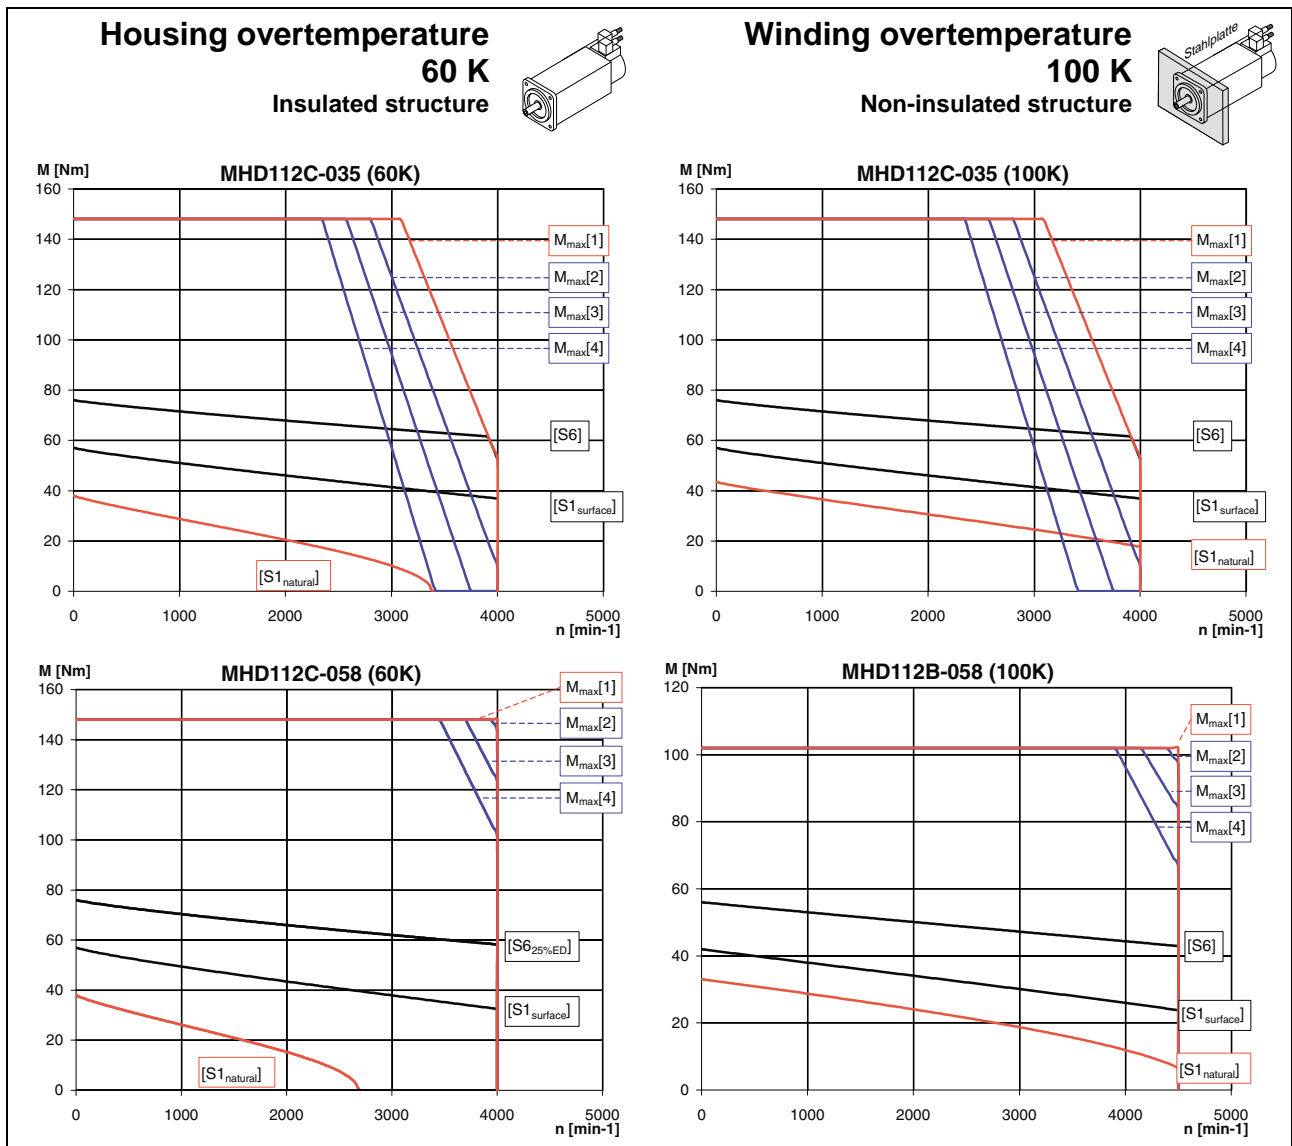 Housing overtemperature
60 K
Insulated structure
Winding overtemperature
100 K
Non-insulated structure
Stahlplatte
M [Nm]
MHD112C-035 (60K)
160
140
120
100
80
60
40
20
0
0 1000 2000 3000 4000 5000
n [min-1]
Mmax[1]
Mmax[2]
Mmax[3]
Mmax[4]
[S6]
[S1surface]
[S1natural]
M [Nm]
MHD112C-035 (100K)
160
140
120
100
80
60
40
20
0
0 1000 2000 3000 4000 5000
n [min-1]
Mmax[1]
Mmax[2]
Mmax[3]
Mmax[4]
[S6]
[S1surface]
[S1natural]
M [Nm]
MHD112C-058 (60K)
160
140
120
100
80
60
40
20
0
0 1000 2000 3000 4000 5000
n [min-1]
Mmax[1]
Mmax[2]
Mmax[3]
Mmax[4]
[S625%ED]
[S1surface]
[S1natural]
M [Nm]
MHD112B-058 (100K)
120
100
80
60
40
20
0
0 1000 2000 3000 4000 5000
n [min-1]
Mmax[1]
Mmax[2]
Mmax[3]
Mmax[4]
[S6]
[S1surface]
[S1natural]